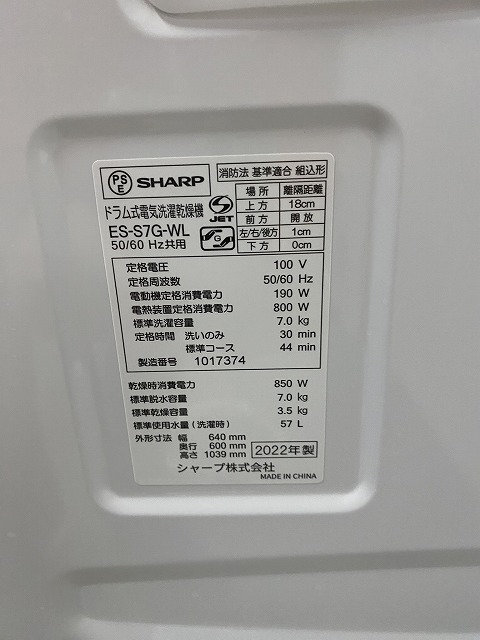 PS
E
SHARP
消防法 基準適合 組込形
ドラム式電気洗濯乾燥機
ES-S7G-WL
50/60 Hz共用
S
JET
G
場所 離隔距離
上方 18cm
前方 開放
左/右/後方 1cm
下方 0cm
定格電圧 100 V
定格周波数 50/60 Hz
電動機定格消費電力 190 W
電熱装置定格消費電力 800 W
標準洗濯容量 7.0 kg
定格時間 洗いのみ 30 min
標準コース 44 min
製造番号 1017374
乾燥時消費電力 850 W
標準脱水容量 7.0 kg
標準乾燥容量 3.5 kg
標準使用水量(洗濯時) 57 L
外形寸法 幅 640 mm
奥行 600 mm
高さ 1039 mm
2022年製
シャープ株式会社
MADE IN CHINA